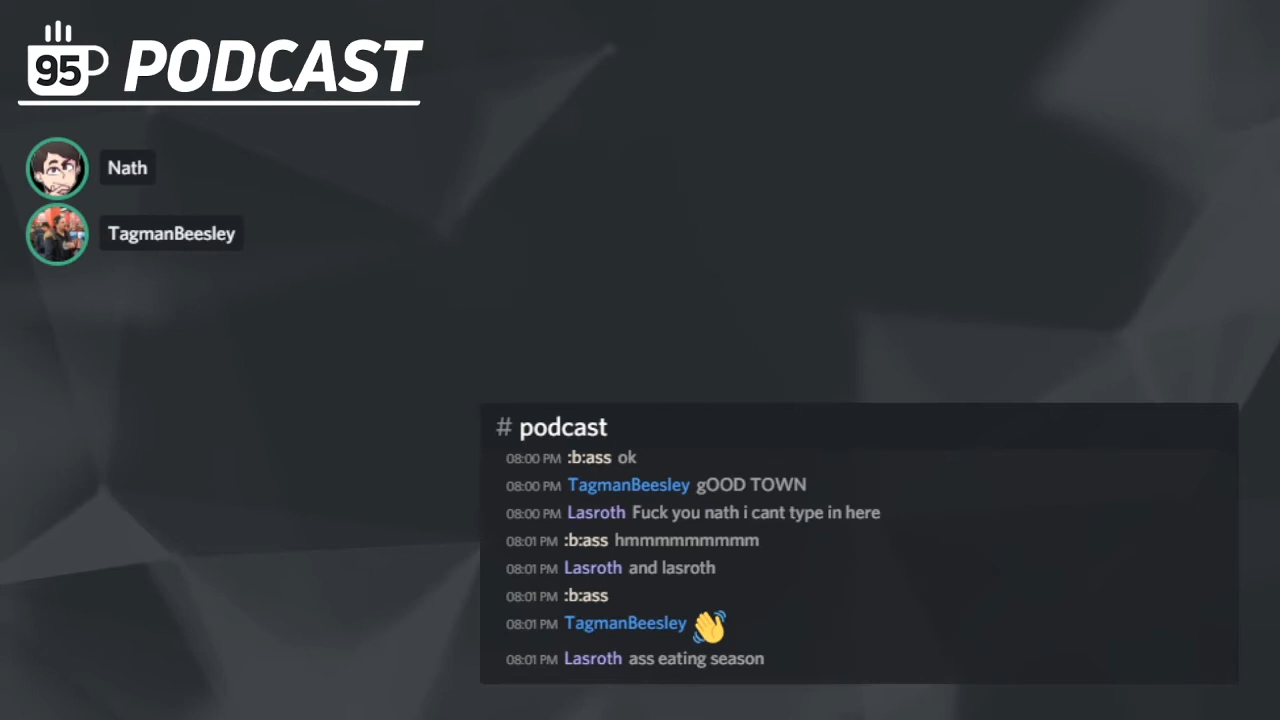 95 PODCAST
Nath
TagmanBeesley
# podcast
08:00 PM :b:ass ok
08:00 PM TagmanBeesley gOOD TOWN
08:00 PM Lasroth Fuck you nath i cant type in here
08:01 PM :b:ass hmmmmmmmmm
08:01 PM Lasroth and lasroth
08:01 PM :b:ass
08:01 PM TagmanBeesley 👋
08:01 PM Lasroth ass eating season